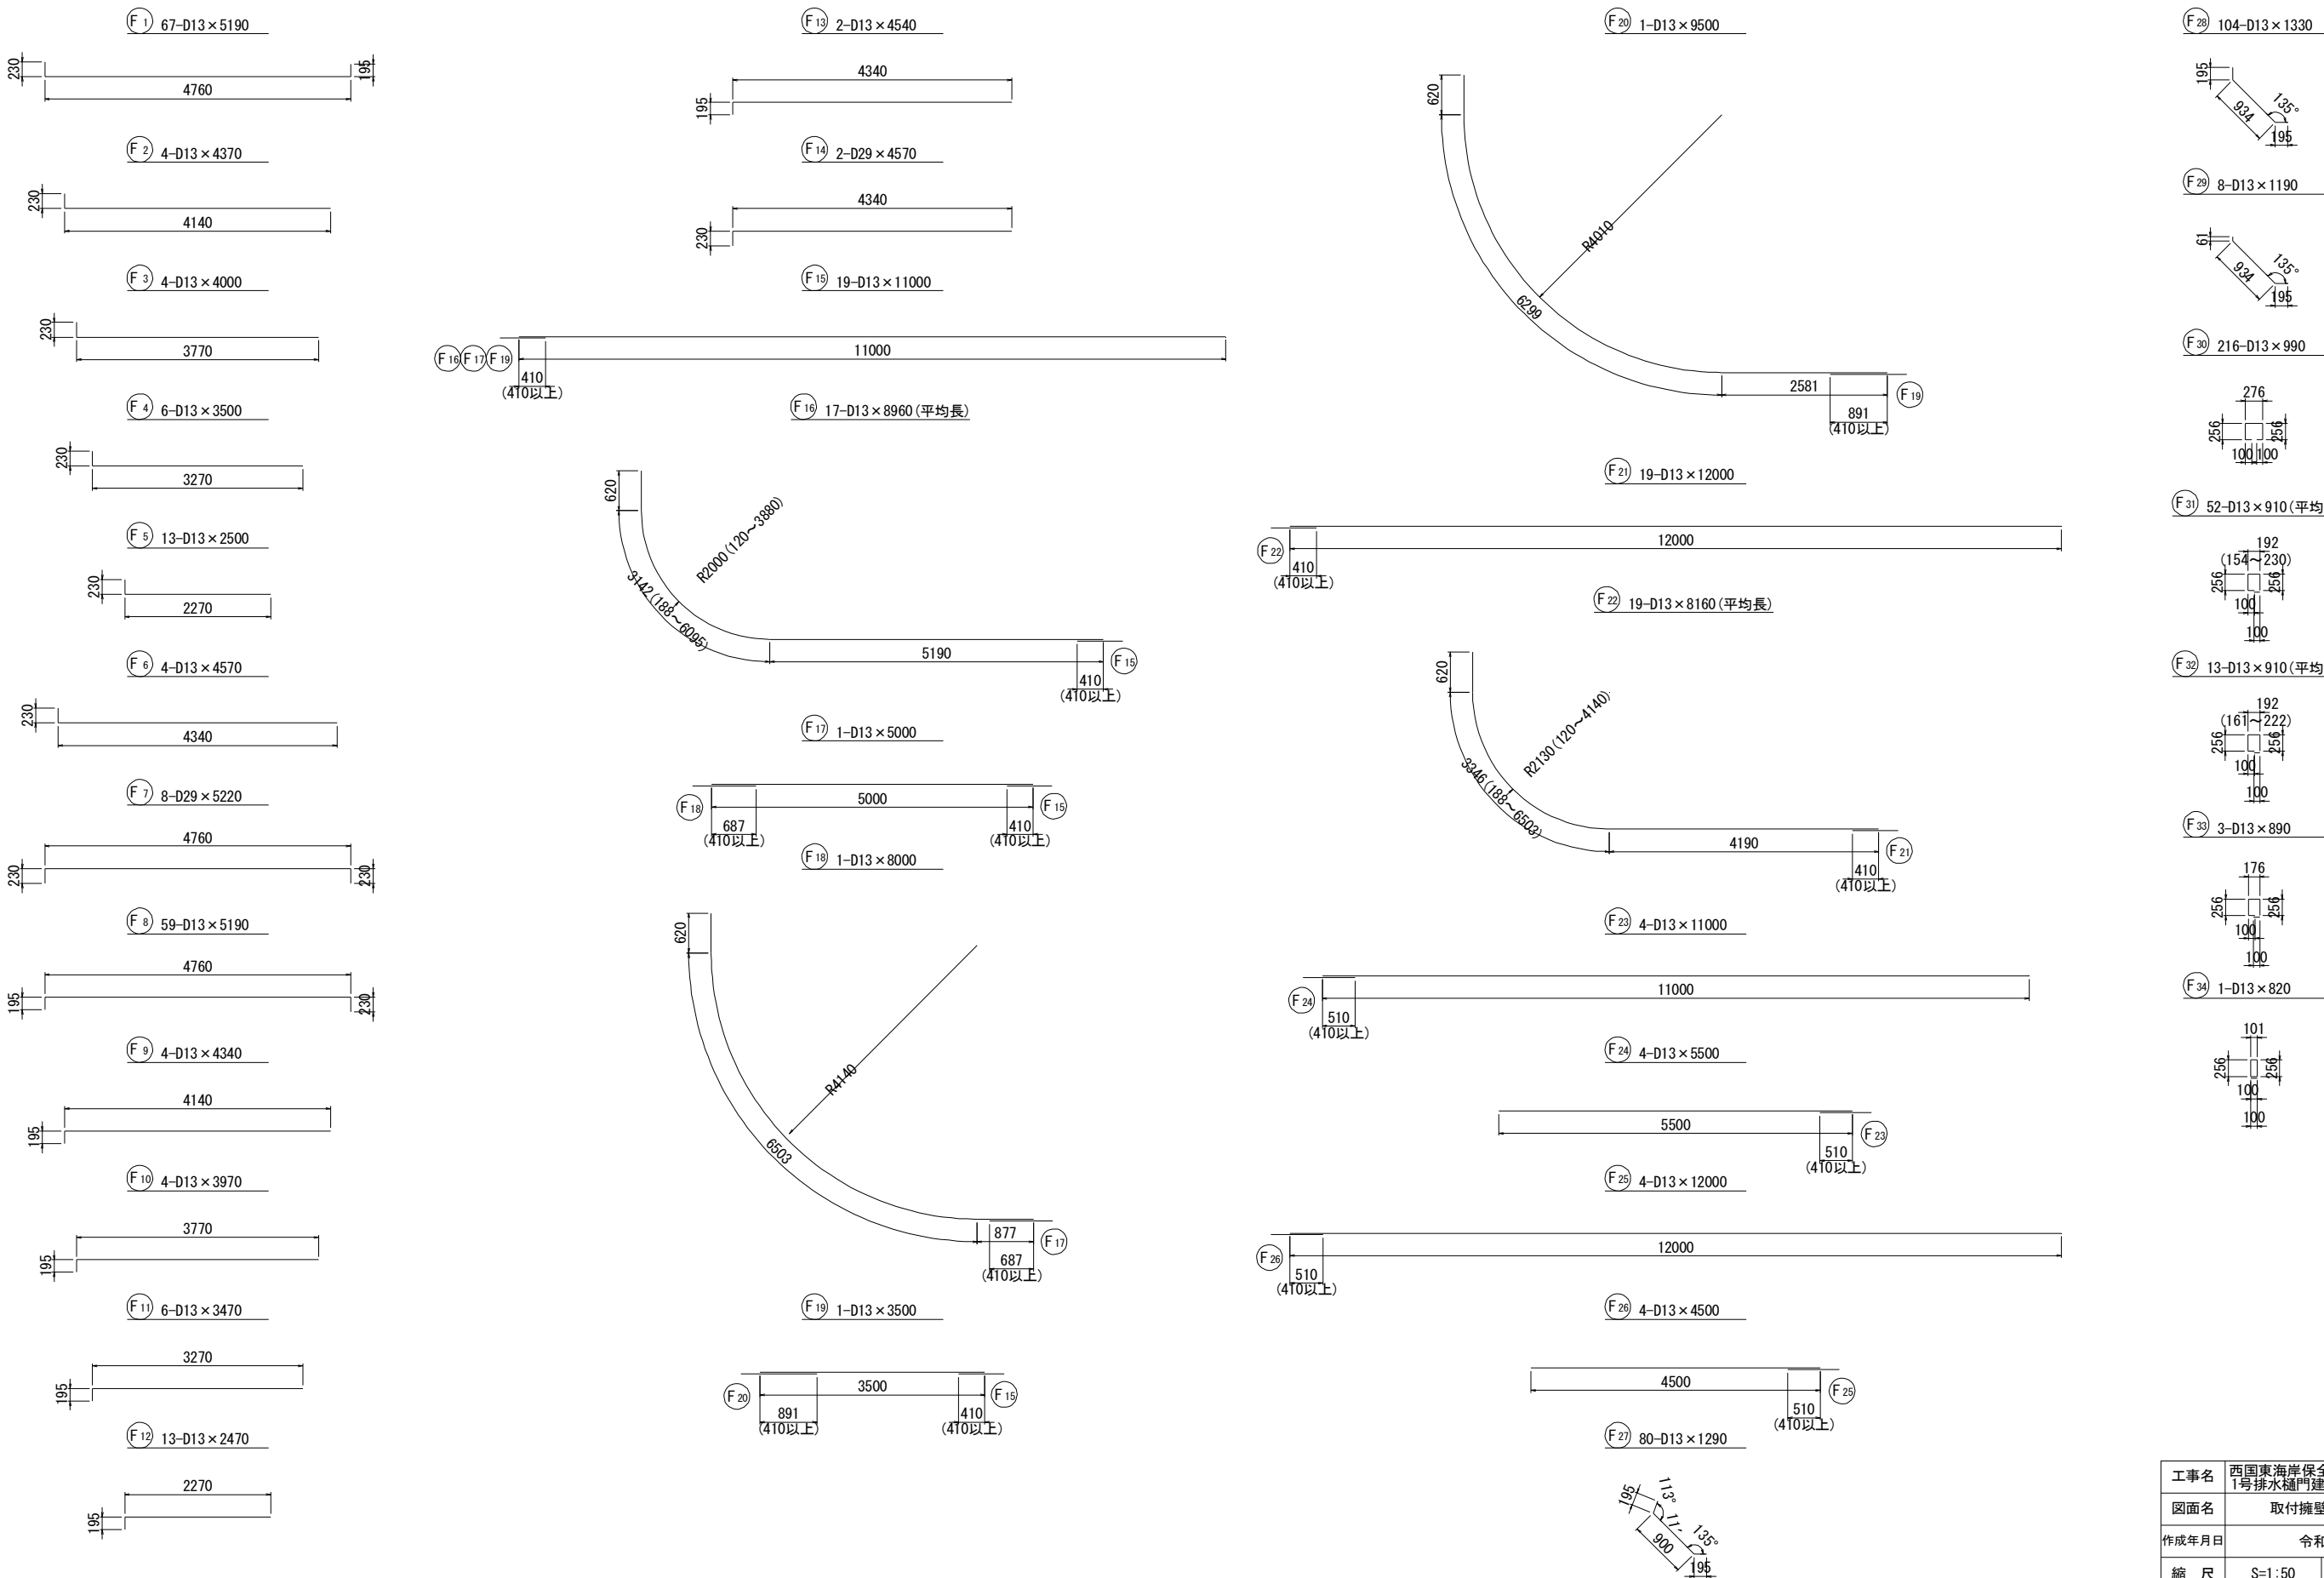 F1 67-D13×5190
230
195
4760
F2 4-D13×4370
230
4140
F3 4-D13×4000
230
3770
F4 6-D13×3500
230
3270
F5 13-D13×2500
230
2270
F6 4-D13×4570
230
4340
F7 8-D29×5220
4760
230
230
F8 59-D13×5190
4760
195
230
F9 4-D13×4340
4140
195
F10 4-D13×3970
3770
195
F11 6-D13×3470
3270
195
F12 13-D13×2470
2270
195
F13 2-D13×4540
4340
195
F14 2-D29×4570
4340
230
F15 19-D13×11000
F16 F17 F19
11000
410
(410以上)
F16 17-D13×8960(平均長)
620
R2000(120～3880)
3142(188～6095)
5190
F15
410
(410以上)
F17 1-D13×5000
F18
5000
F15
687
(410以上)
410
(410以上)
F18 1-D13×8000
620
R4140
6503
877
F17
687
(410以上)
F19 1-D13×3500
F20
3500
F15
891
(410以上)
410
(410以上)
F20 1-D13×9500
620
R4010
6299
2581
F19
891
(410以上)
F21 19-D13×12000
F22
12000
410
(410以上)
F22 19-D13×8160(平均長)
620
R2130(120～4140)
3346(188～6503)
4190
F21
410
(410以上)
F23 4-D13×11000
F24
11000
510
(410以上)
F24 4-D13×5500
5500
F23
510
(410以上)
F25 4-D13×12000
F26
12000
510
(410以上)
F26 4-D13×4500
4500
F25
510
(410以上)
F27 80-D13×1290
195
113°
900
135°
195
F28 104-D13×1330
195
934
135°
195
F29 8-D13×1190
61
934
135°
195
F30 216-D13×990
276
256
256
100 100
F31 52-D13×910(平均
192
(154～230)
256
256
100
100
F32 13-D13×910(平均
192
(161～222)
256
256
100
100
F33 3-D13×890
176
256
256
100
100
F34 1-D13×820
101
256
256
100
100
工事名 西国東海岸保全
1号排水樋門建
図面名 取付擁壁
作成年月日 令和
縮 尺 S=1:50